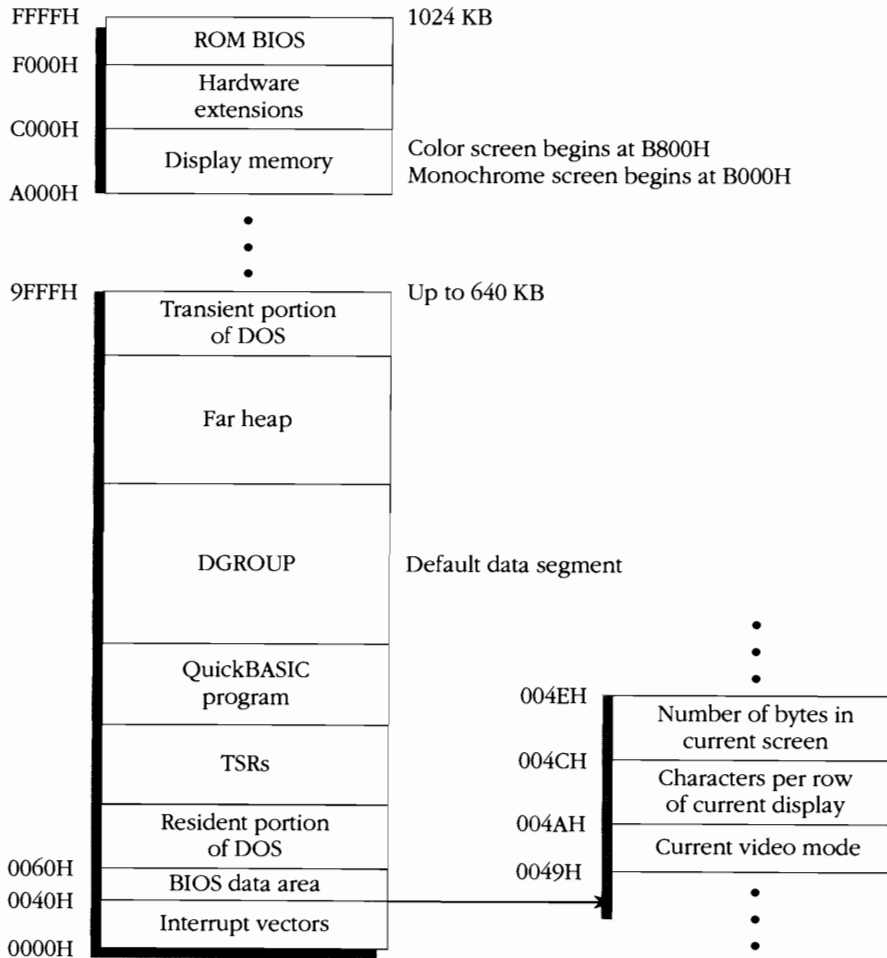 FFFFH
1024 KB
ROM BIOS
F000H
Hardware
extensions
C000H
Display memory
Color screen begins at B800H
Monochrome screen begins at B000H
A000H
9FFFH
Up to 640 KB
Transient portion
of DOS
Far heap
DGROUP
Default data segment
QuickBASIC
program
TSRs
Resident portion
of DOS
0060H
BIOS data area
0040H
Interrupt vectors
0000H
004EH
Number of bytes in
current screen
004CH
Characters per row
of current display
004AH
Current video mode
0049H